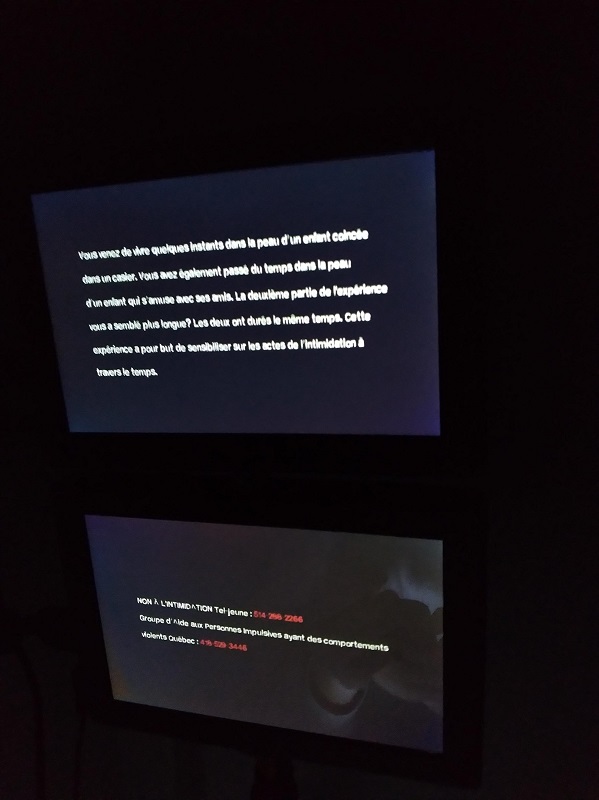 Vous venez de vivre quelques instants dans la peau d'un enfant coincée
dans un casier. Vous avez également passé du temps dans la peau
d'un enfant qui s'amuse avec ses amis. La deuxième partie de l'expérience
vous a semblé plus longue? Les deux ont durés le même temps. Cette
expérience a pour but de sensibiliser sur les actes de l'intimidation à
travers le temps.
NON À L'INTIMIDATION Tel-jeune : 514 288 2266
Groupe d'Aide aux Personnes Impulsives ayant des comportements
violents Québec : 418 529 3446